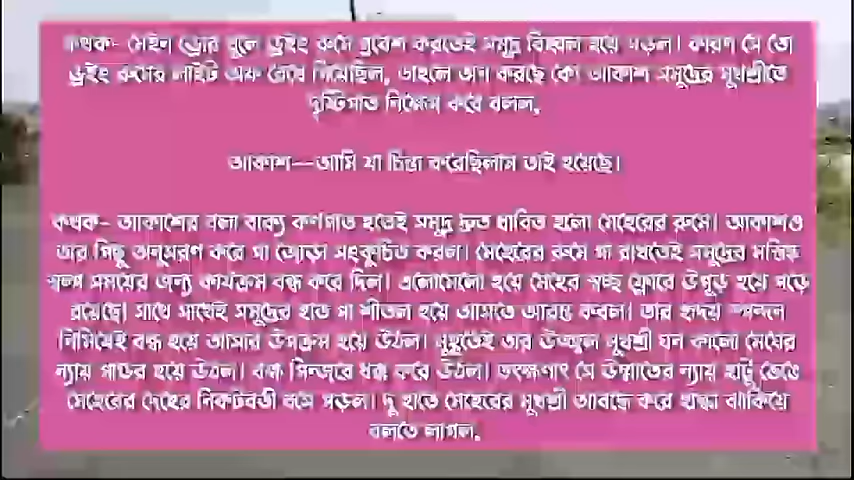 কথক- মেইন ডোর খুলে ড্রইং রুমে প্রবেশ করতেই সমুদ্র বিহ্বল হয়ে পড়ল। কারণ সে তো
ড্রইং রুমের লাইট অফ রেখে গিয়েছিল, তাহলে অন করছে কে? আকাশ সমুদ্রের মুখশ্রীতে
দৃষ্টিপাত নিক্ষেপ করে বলল,
আকাশ—আমি যা চিন্তা করেছিলাম তাই হয়েছে।
কথক- আকাশের বলা বাক্য কর্ণপাত হতেই সমুদ্র দ্রুত ধাবিত হলো মেহেরের রুমে। আকাশও
তার পিছু অনুসরণ করে পা জোড়া সংকুচিত করল। মেহেরের রুমে পা রাখতেই সমুদ্রের মস্তিষ্ক
স্বল্প সময়ের জন্য কার্যক্রম বন্ধ করে দিল। এলোমেলো হয়ে মেহের স্বচ্ছ ফ্লোরে উপুড় হয়ে পড়ে
রয়েছে। সাথে সাথেই সমুদ্রের হাত পা শীতল হয়ে আসতে আরম্ভ করল। তার হৃদয় স্পন্দন
নিমিষেই বন্ধ হয়ে আসার উপক্রম হয়ে উঠল। মুহূর্তেই তার উজ্জ্বল মুখশ্রী ঘন কালো মেঘের
ন্যায় গাঢ় হয়ে উঠল। বক্ষ পিঞ্জরে ধক করে উঠল। তৎক্ষণাৎ সে উন্মাতের ন্যায় হাটু ভেঙে
মেহেরের দেহের নিকটবর্তী বসে পড়ল। দু হাতে মেহেরের মুখশ্রী আবদ্ধ করে হাল্কা ঝাকিয়ে
বলতে লাগল,